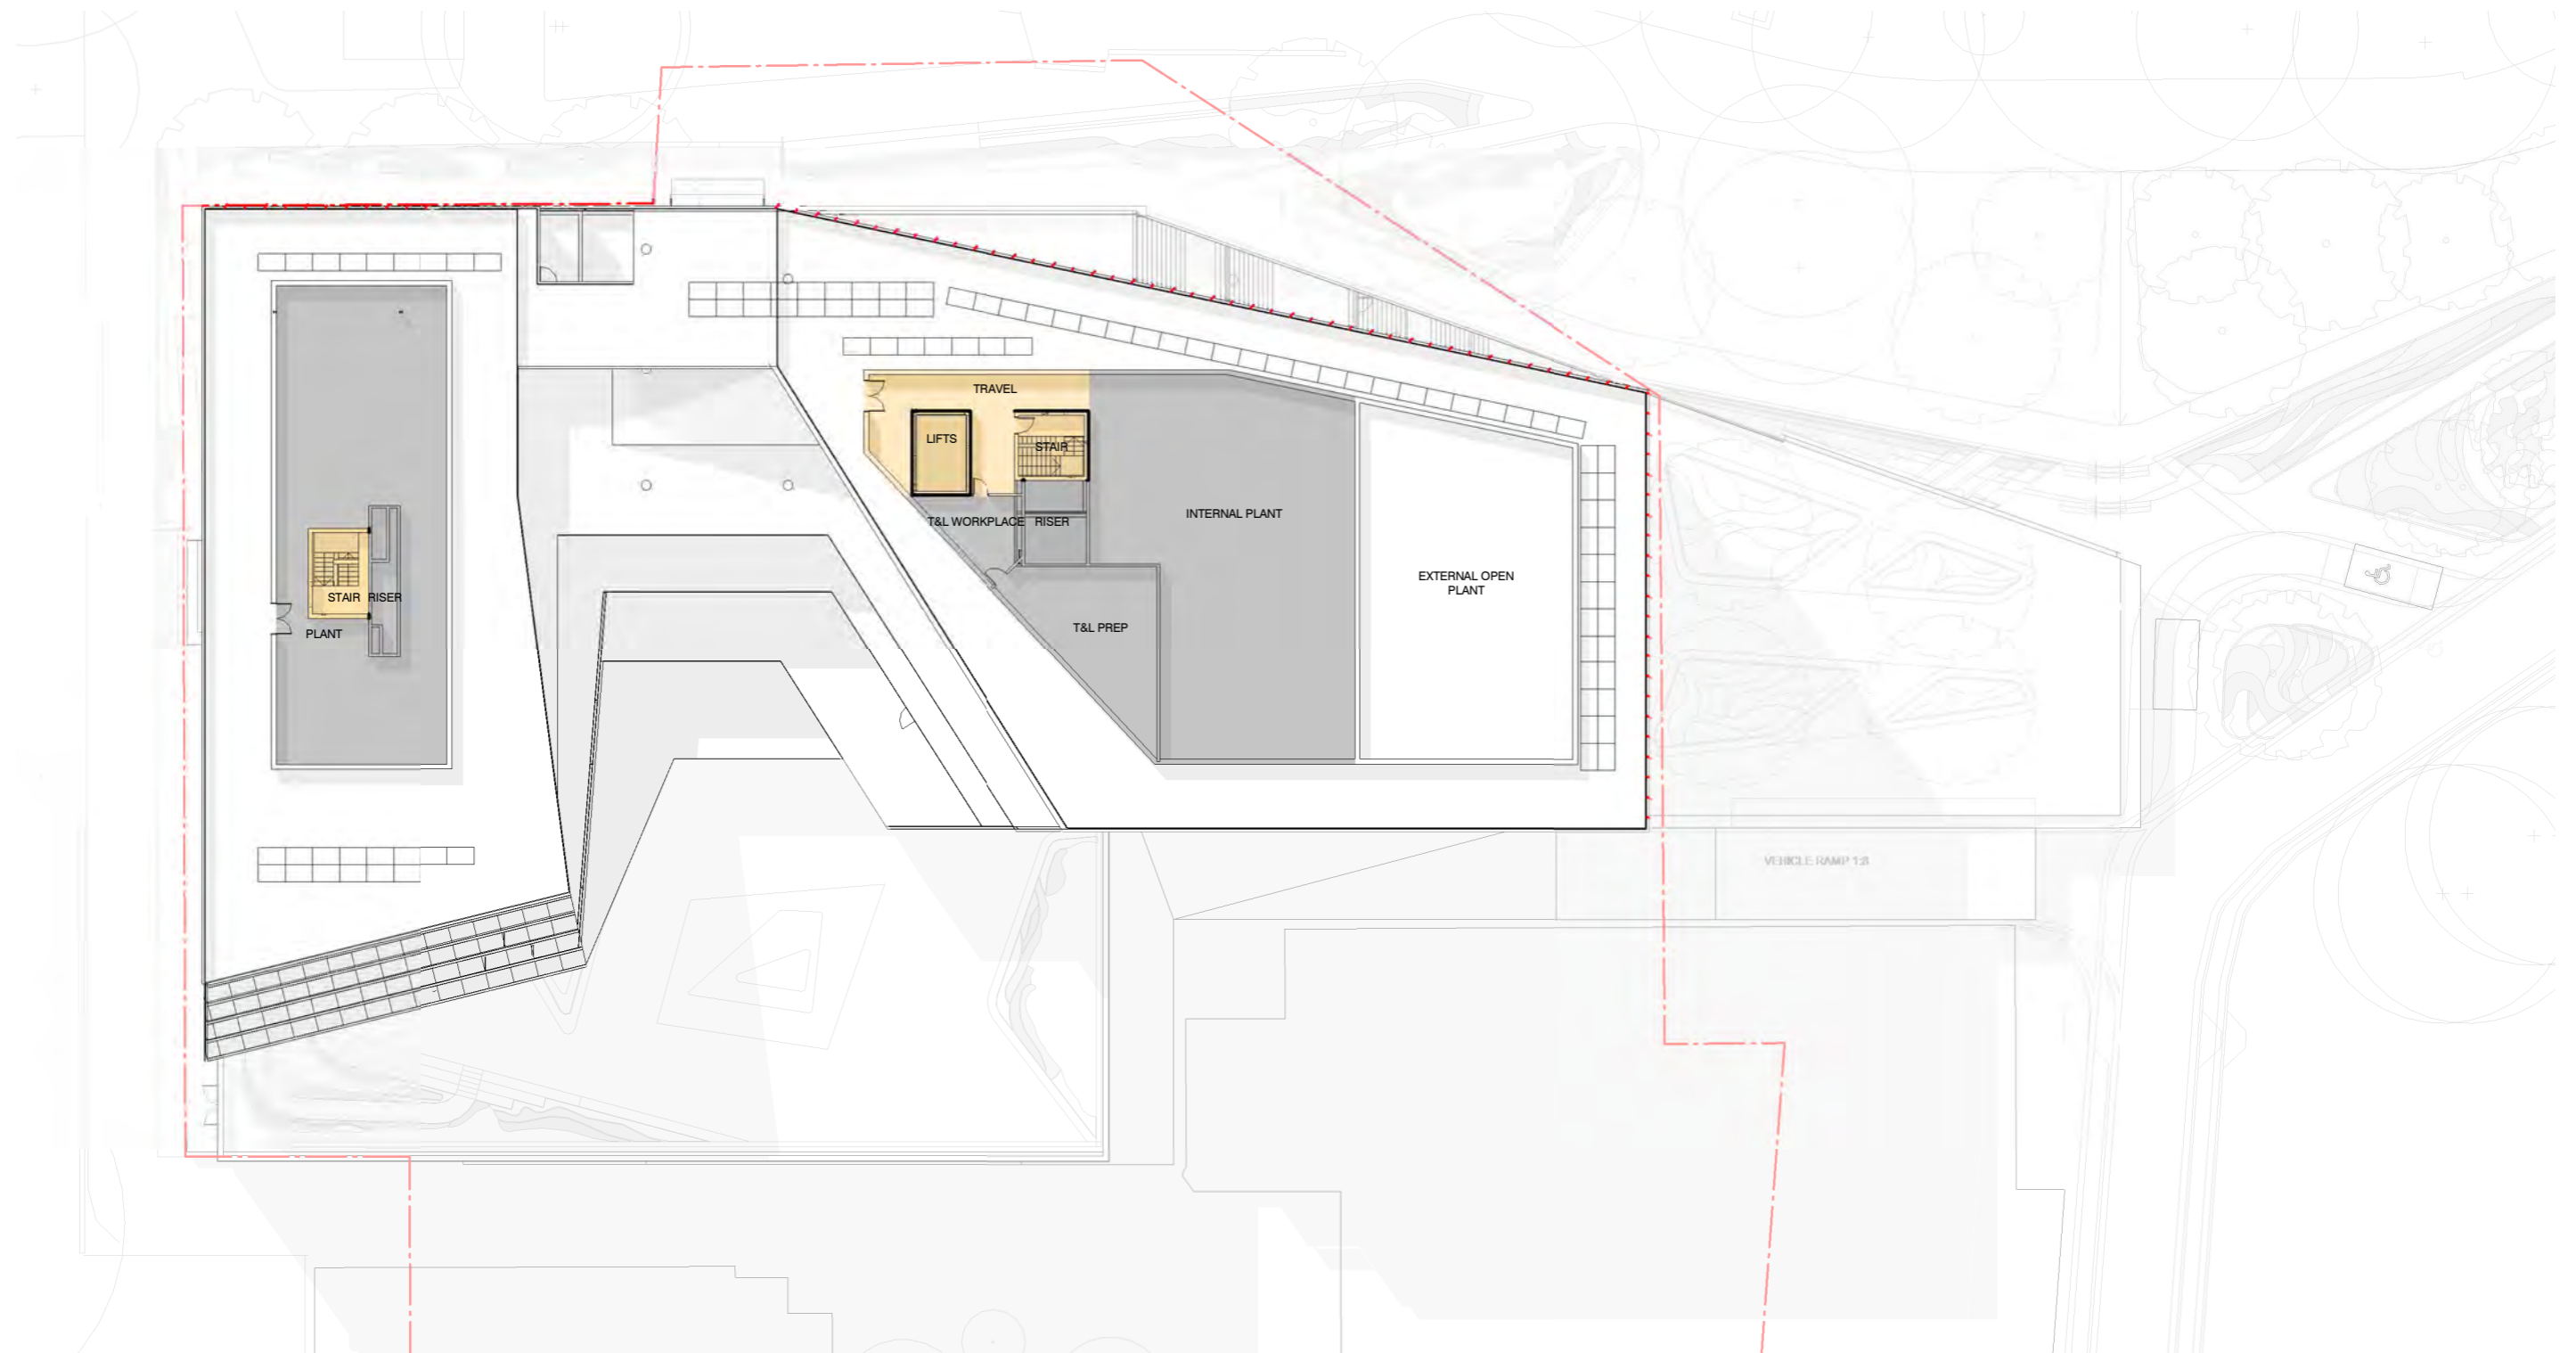 TRAVEL
LIFTS
STAIR
INTERNAL PLANT
T&L WORKPLACE
RISER
EXTERNAL OPEN
PLANT
STAIR
RISER
T&L PREP
PLANT
VEHICLE RAMP 1:8